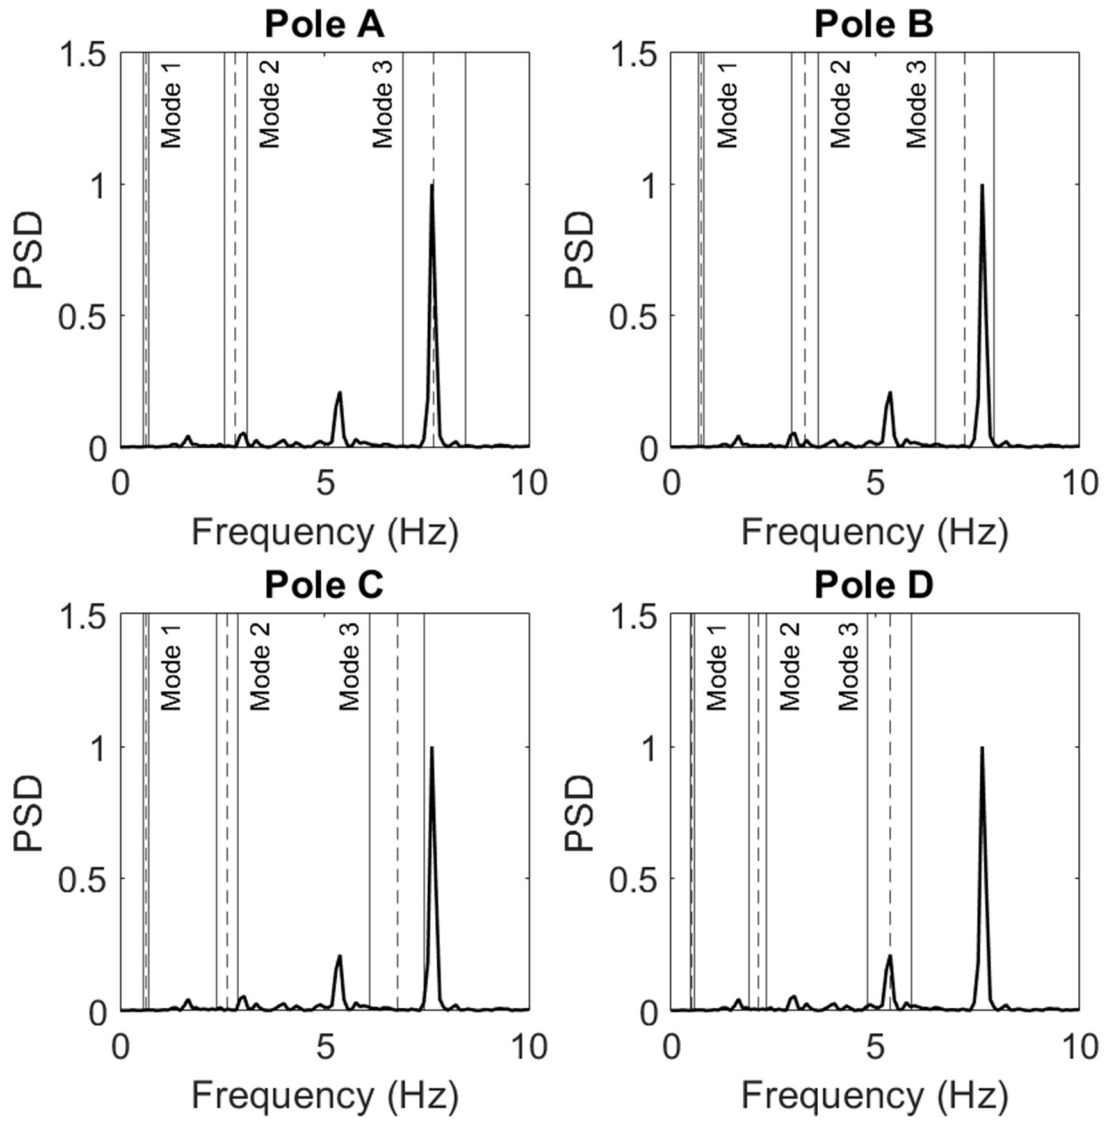 Pole A
1.5
1
0.5
0
PSD
Mode 1
Mode 2
Mode 3
0 5 10
Frequency (Hz)
Pole B
1.5
1
0.5
0
PSD
Mode 1
Mode 2
Mode 3
0 5 10
Frequency (Hz)
Pole C
1.5
1
0.5
0
PSD
Mode 1
Mode 2
Mode 3
0 5 10
Frequency (Hz)
Pole D
1.5
1
0.5
0
PSD
Mode 1
Mode 2
Mode 3
0 5 10
Frequency (Hz)